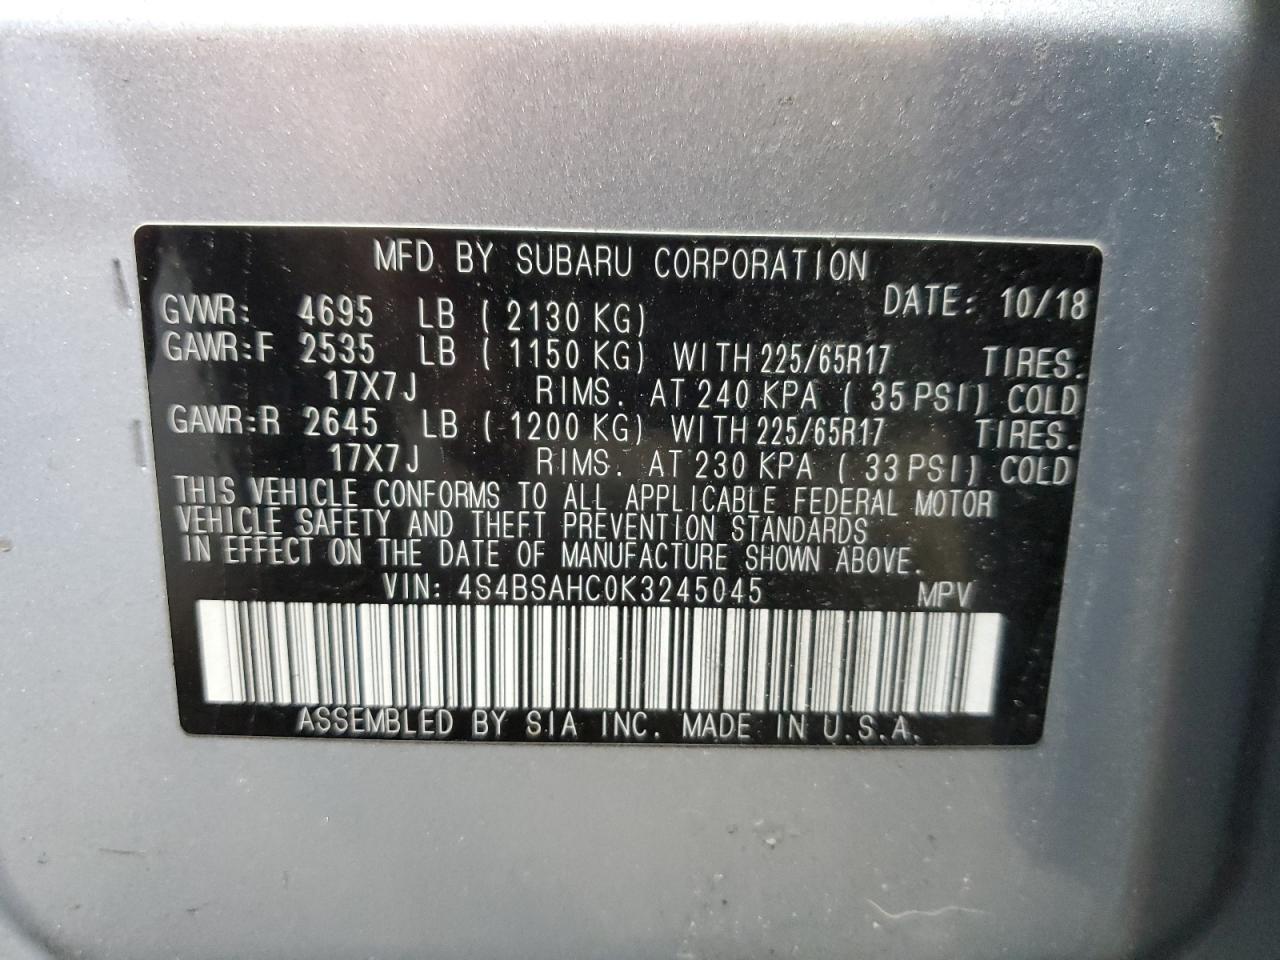 MFD. BY SUBARU CORPORATION
DATE: 10/18
GVWR: 4695 LB ( 2130 KG)
GAWR:F 2535 LB ( 1150 KG) WITH 225/65R17 TIRES.
17X7J RIMS. AT 240 KPA ( 35 PSI) COLD
GAWR:R 2645 LB ( 1200 KG) WITH 225/65R17 TIRES.
17X7J RIMS. AT 230 KPA ( 33 PSI) COLD
THIS VEHICLE CONFORMS TO ALL APPLICABLE FEDERAL MOTOR
VEHICLE SAFETY AND THEFT PREVENTION STANDARDS
IN EFFECT ON THE DATE OF MANUFACTURE SHOWN ABOVE.
VIN: 4S4BSAHC0K3245045 MPV
ASSEMBLED BY SIA INC. MADE IN U.S.A.